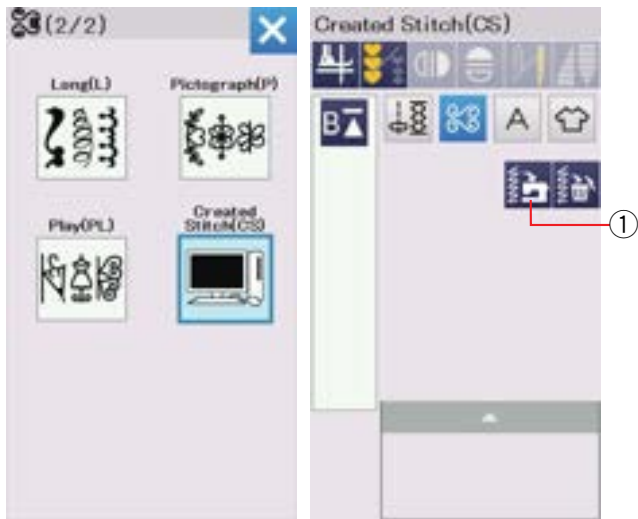 (2/2)
Long(L)
Pictograph(P)
Play(PL)
Created
Stitch(CS)
Created Stitch(CS)
B
A
1